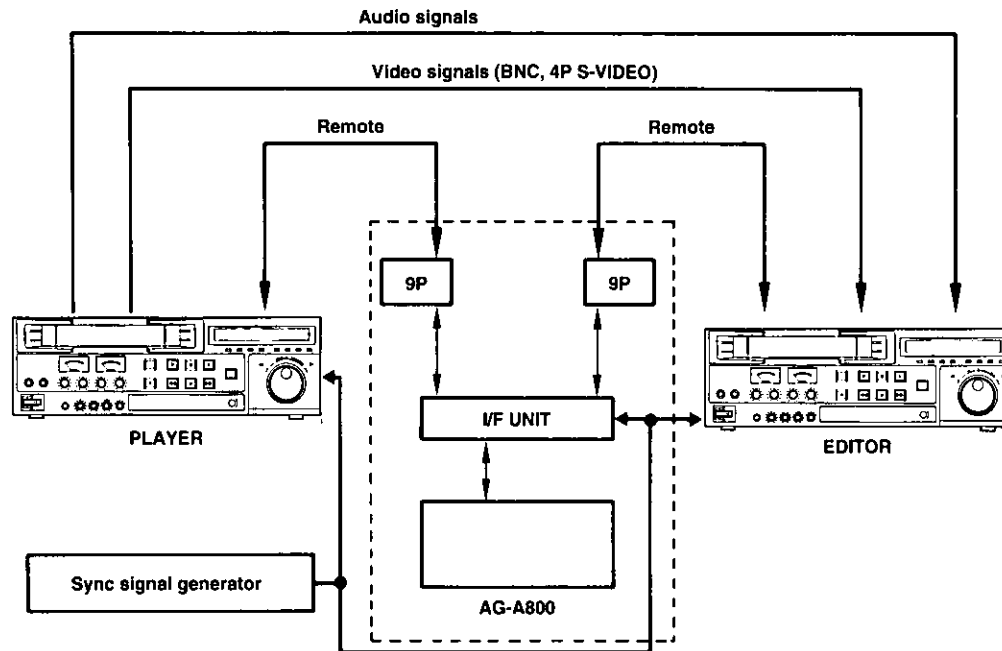 Audio signals
Video signals (BNC, 4P S-VIDEO)
Remote
Remote
9P
9P
PLAYER
I/F UNIT
EDITOR
Sync signal generator
AG-A800